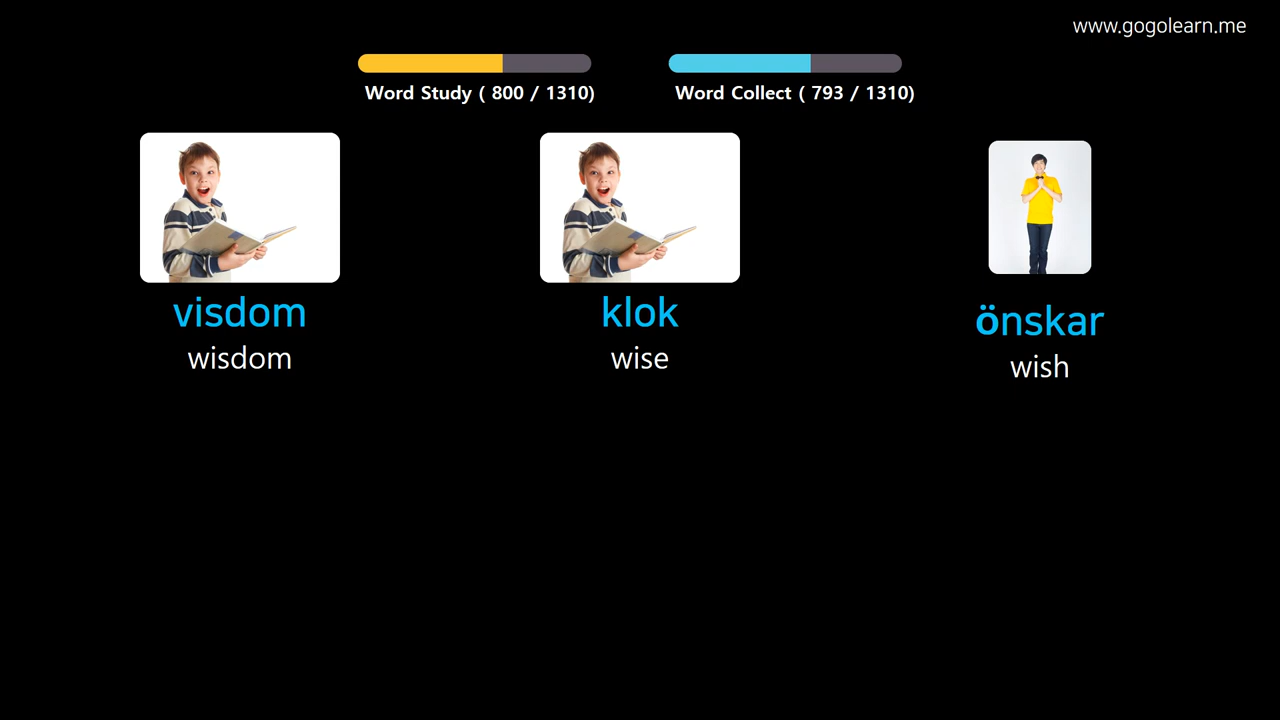 www.gogolearn.me
Word Study ( 800 / 1310)
Word Collect ( 793 / 1310)
visdom
wisdom
klok
wise
önskar
wish